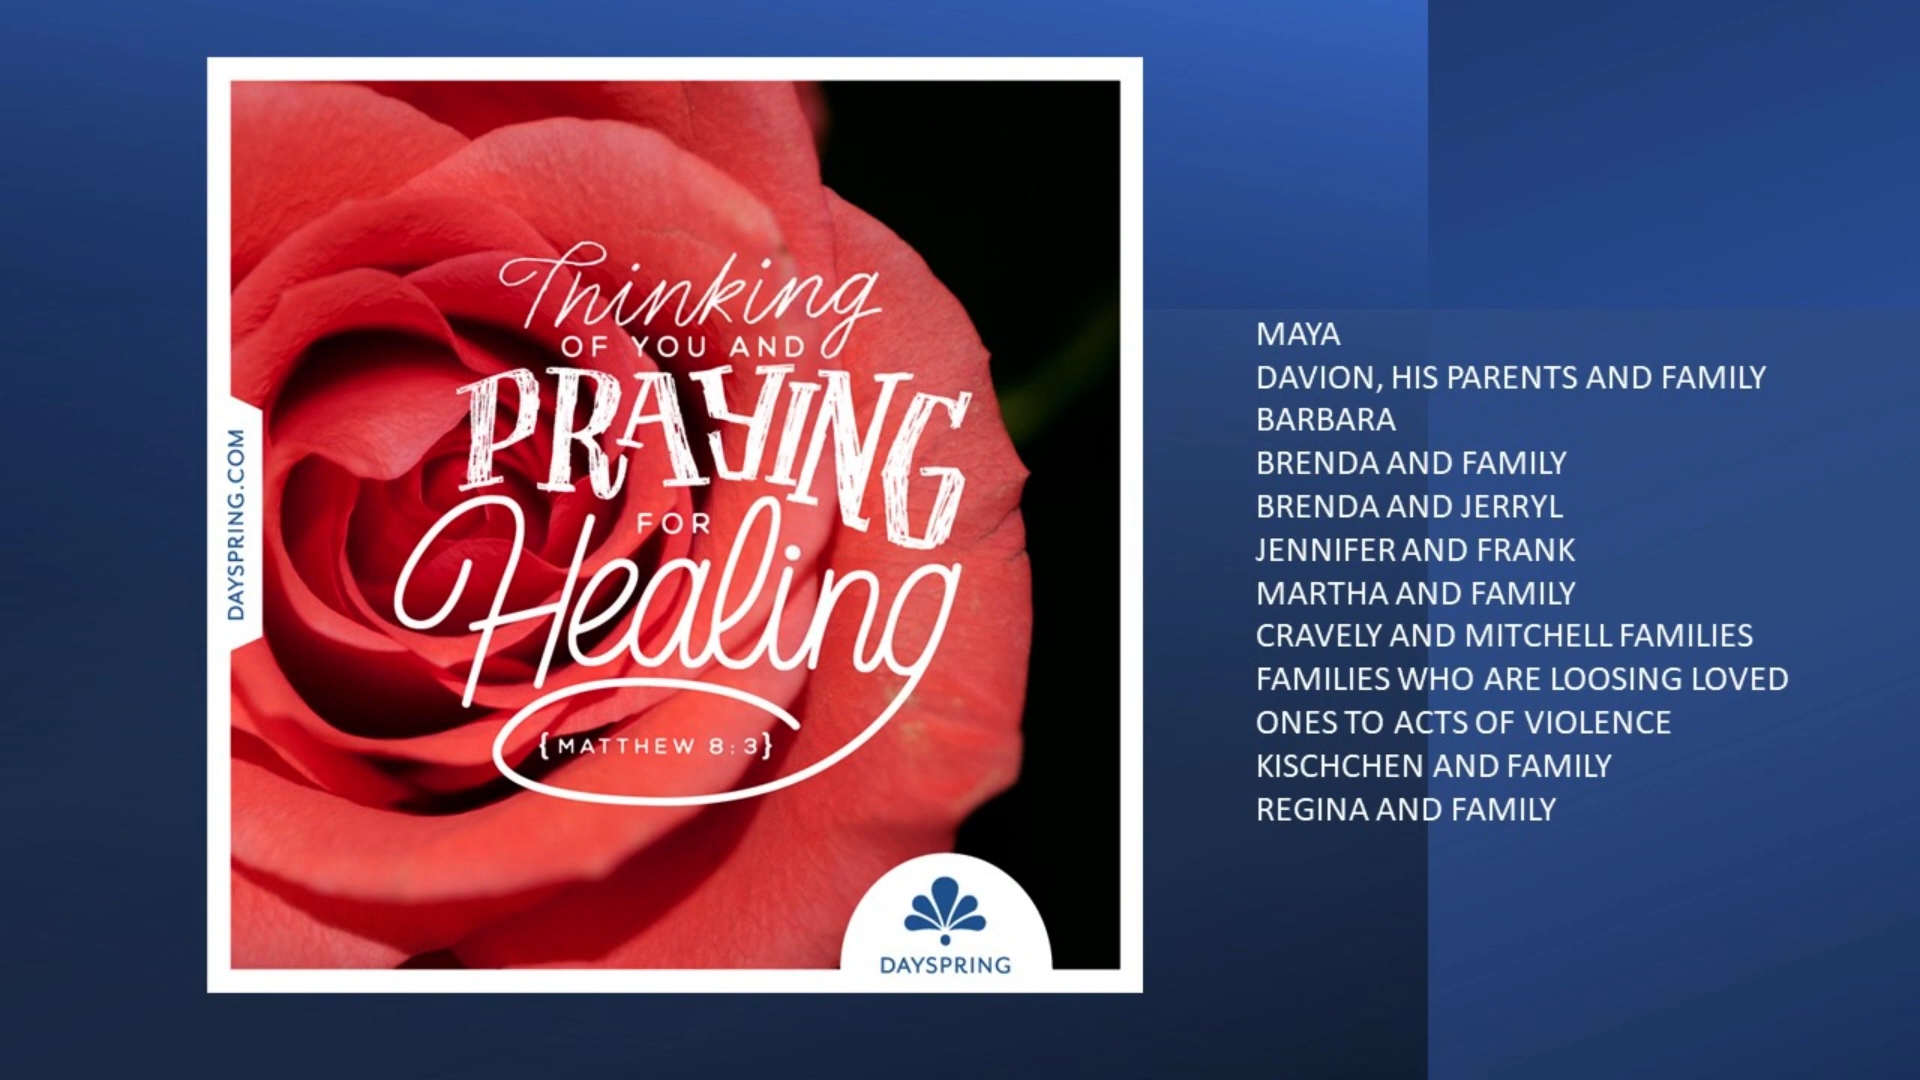 Thinking
OF YOU AND
PRAYING
FOR
Healing
{MATTHEW 8:3}
DAYSPRING.COM
DAYSPRING
MAYA
DAVION, HIS PARENTS AND FAMILY
BARBARA
BRENDA AND FAMILY
BRENDA AND JERRYL
JENNIFER AND FRANK
MARTHA AND FAMILY
CRAVELY AND MITCHELL FAMILIES
FAMILIES WHO ARE LOOSING LOVED
ONES TO ACTS OF VIOLENCE
KISCHCHEN AND FAMILY
REGINA AND FAMILY